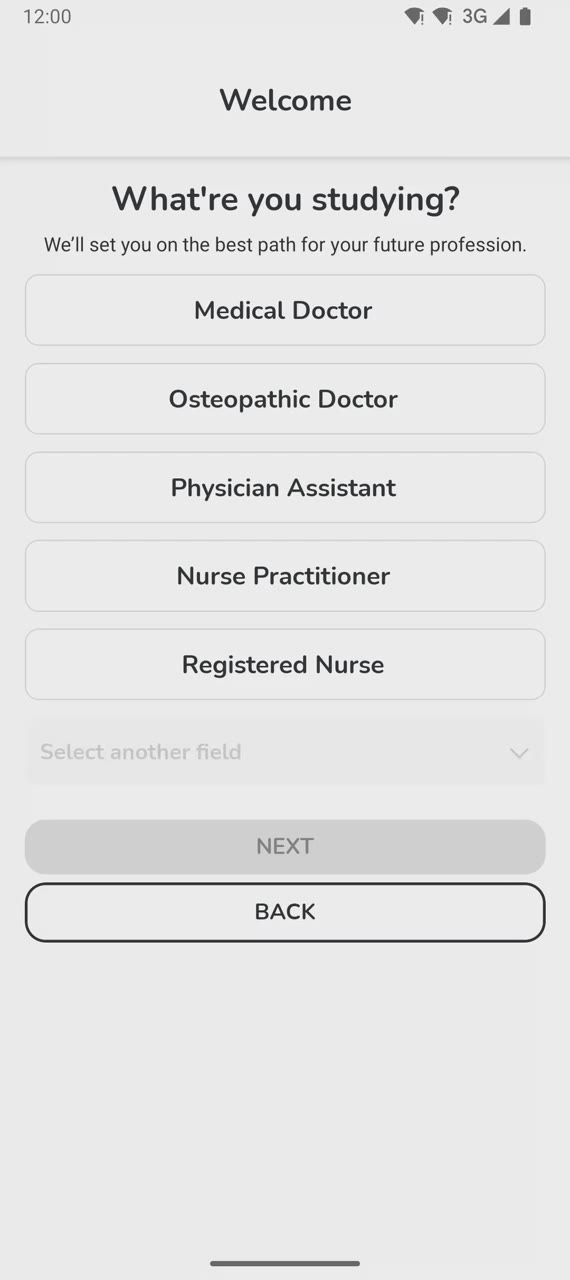 12:00
3G
Welcome
What're you studying?
We’ll set you on the best path for your future profession.
Medical Doctor
Osteopathic Doctor
Physician Assistant
Nurse Practitioner
Registered Nurse
Select another field
NEXT
BACK